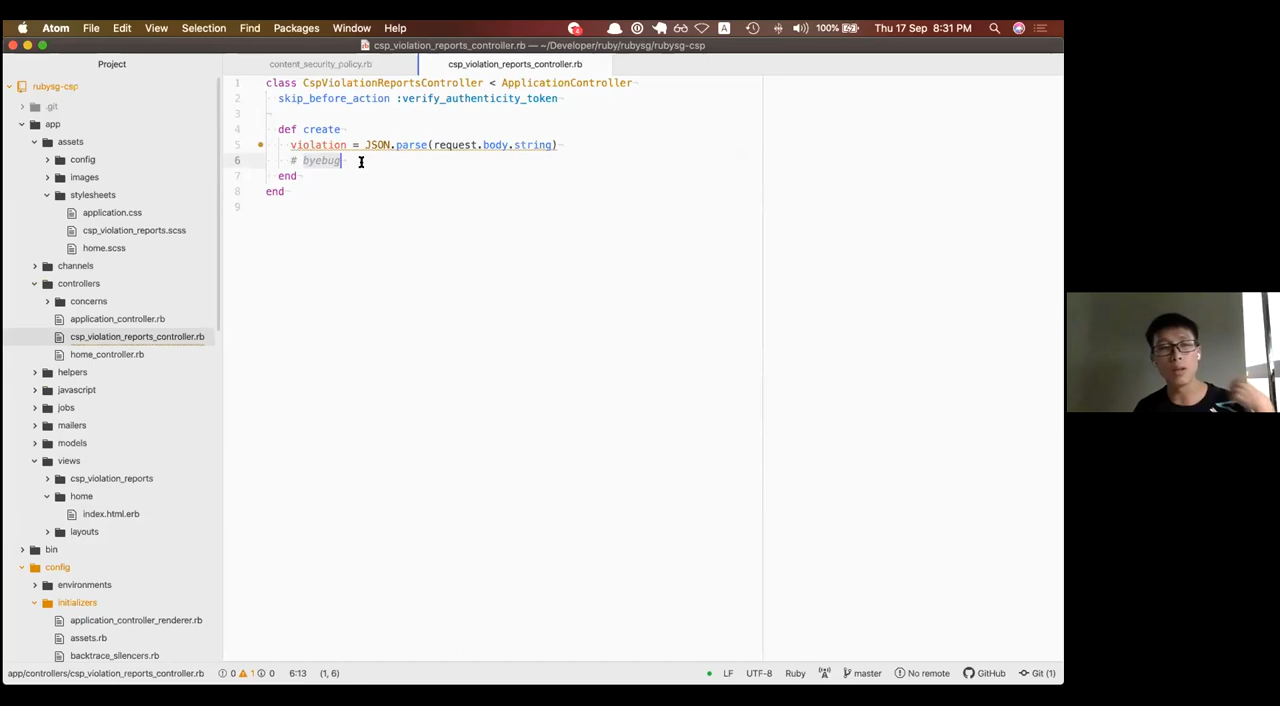 Atom File Edit View Selection Find Packages Window Help A 100% Thu 17 Sep 8:31 PM
csp_violation_reports_controller.rb — ~/Developer/ruby/rubysg/rubysg-csp
Project
content_security_policy.rb
csp_violation_reports_controller.rb
rubysg-csp
.git
app
assets
config
images
stylesheets
application.css
csp_violation_reports.scss
home.scss
channels
controllers
concerns
application_controller.rb
csp_violation_reports_controller.rb
home_controller.rb
helpers
javascript
jobs
mailers
models
views
csp_violation_reports
home
index.html.erb
layouts
bin
config
environments
initializers
application_controller_renderer.rb
assets.rb
backtrace_silencers.rb
1 class CspViolationReportsController < ApplicationController
2 skip_before_action :verify_authenticity_token
3
4 def create
5 violation = JSON.parse(request.body.string)
6 # byebug
7 end
8 end
9
app/controllers/csp_violation_reports_controller.rb 0 1 0 6:13 (1, 6) LF UTF-8 Ruby master No remote GitHub Git (1)